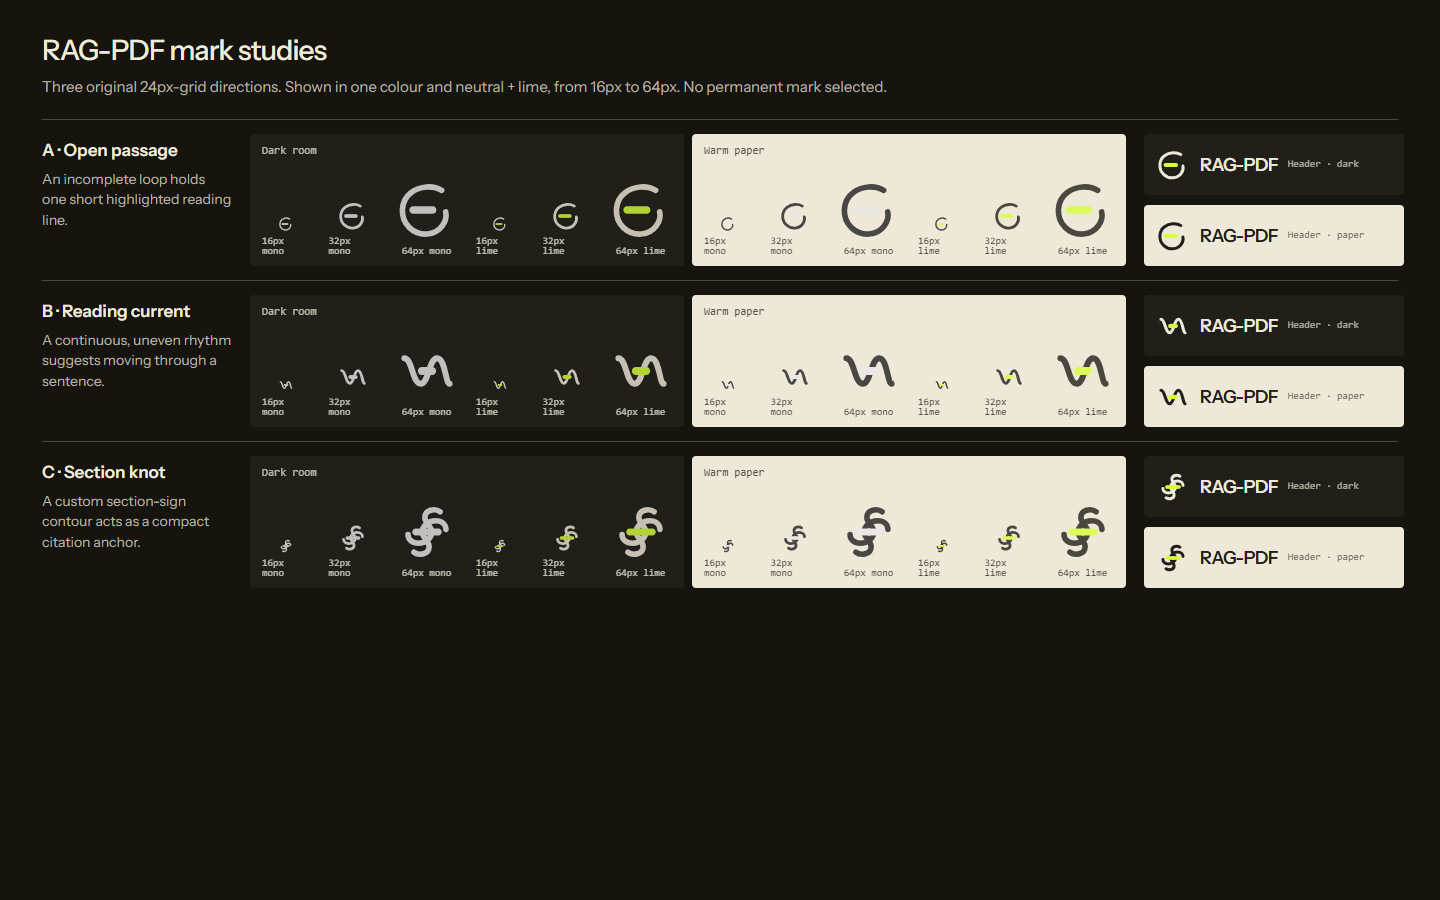 RAG-PDF mark studies
Three original 24px-grid directions. Shown in one colour and neutral + lime, from 16px to 64px. No permanent mark selected.
A · Open passage
An incomplete loop holds
one short highlighted reading
line.
Dark room
16px
mono
32px
mono
64px mono
16px
lime
32px
lime
64px lime
Warm paper
16px
mono
32px
mono
64px mono
16px
lime
32px
lime
64px lime
RAG-PDF Header · dark
RAG-PDF Header · paper
B · Reading current
A continuous, uneven rhythm
suggests moving through a
sentence.
Dark room
16px
mono
32px
mono
64px mono
16px
lime
32px
lime
64px lime
Warm paper
16px
mono
32px
mono
64px mono
16px
lime
32px
lime
64px lime
RAG-PDF Header · dark
RAG-PDF Header · paper
C · Section knot
A custom section-sign
contour acts as a compact
citation anchor.
Dark room
16px
mono
32px
mono
64px mono
16px
lime
32px
lime
64px lime
Warm paper
16px
mono
32px
mono
64px mono
16px
lime
32px
lime
64px lime
RAG-PDF Header · dark
RAG-PDF Header · paper